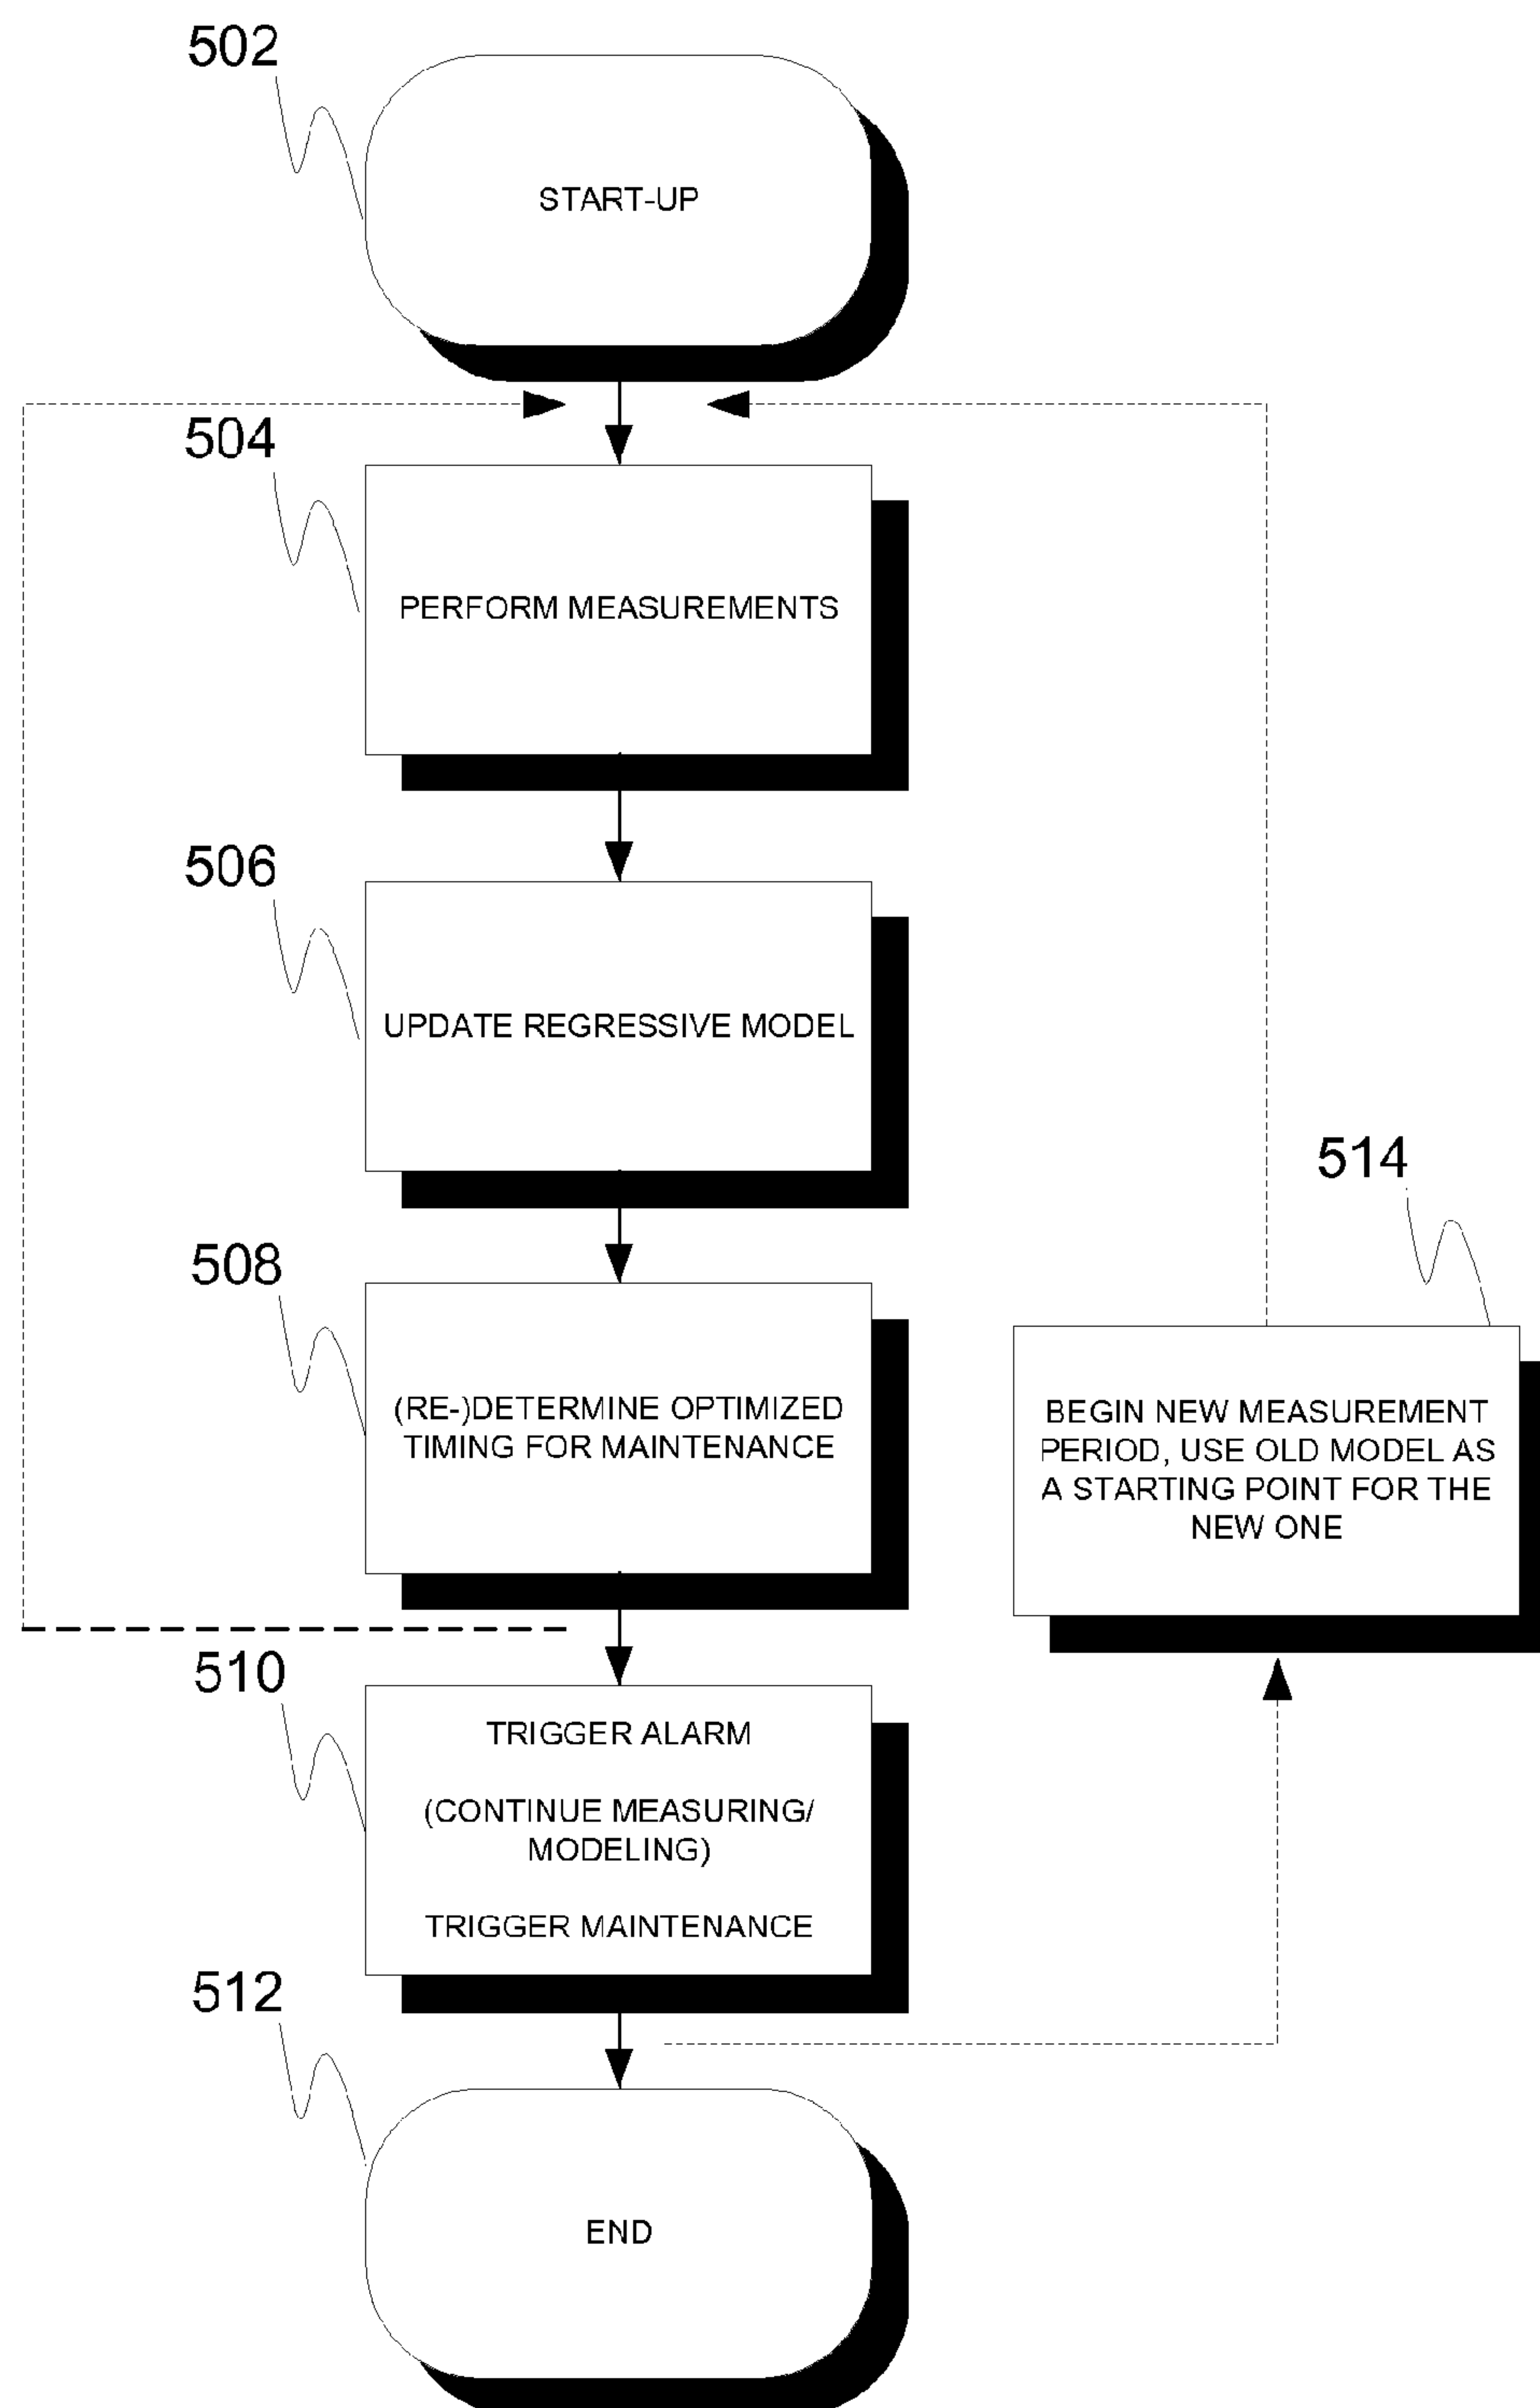 502
START-UP
504
PERFORM MEASUREMENTS
506
UPDATE REGRESSIVE MODEL
508
(RE-)DETERMINE OPTIMIZED
TIMING FOR MAINTENANCE
514
BEGIN NEW MEASUREMENT
PERIOD, USE OLD MODEL AS
A STARTING POINT FOR THE
NEW ONE
510
TRIGGER ALARM
(CONTINUE MEASURING/
MODELING)
TRIGGER MAINTENANCE
512
END